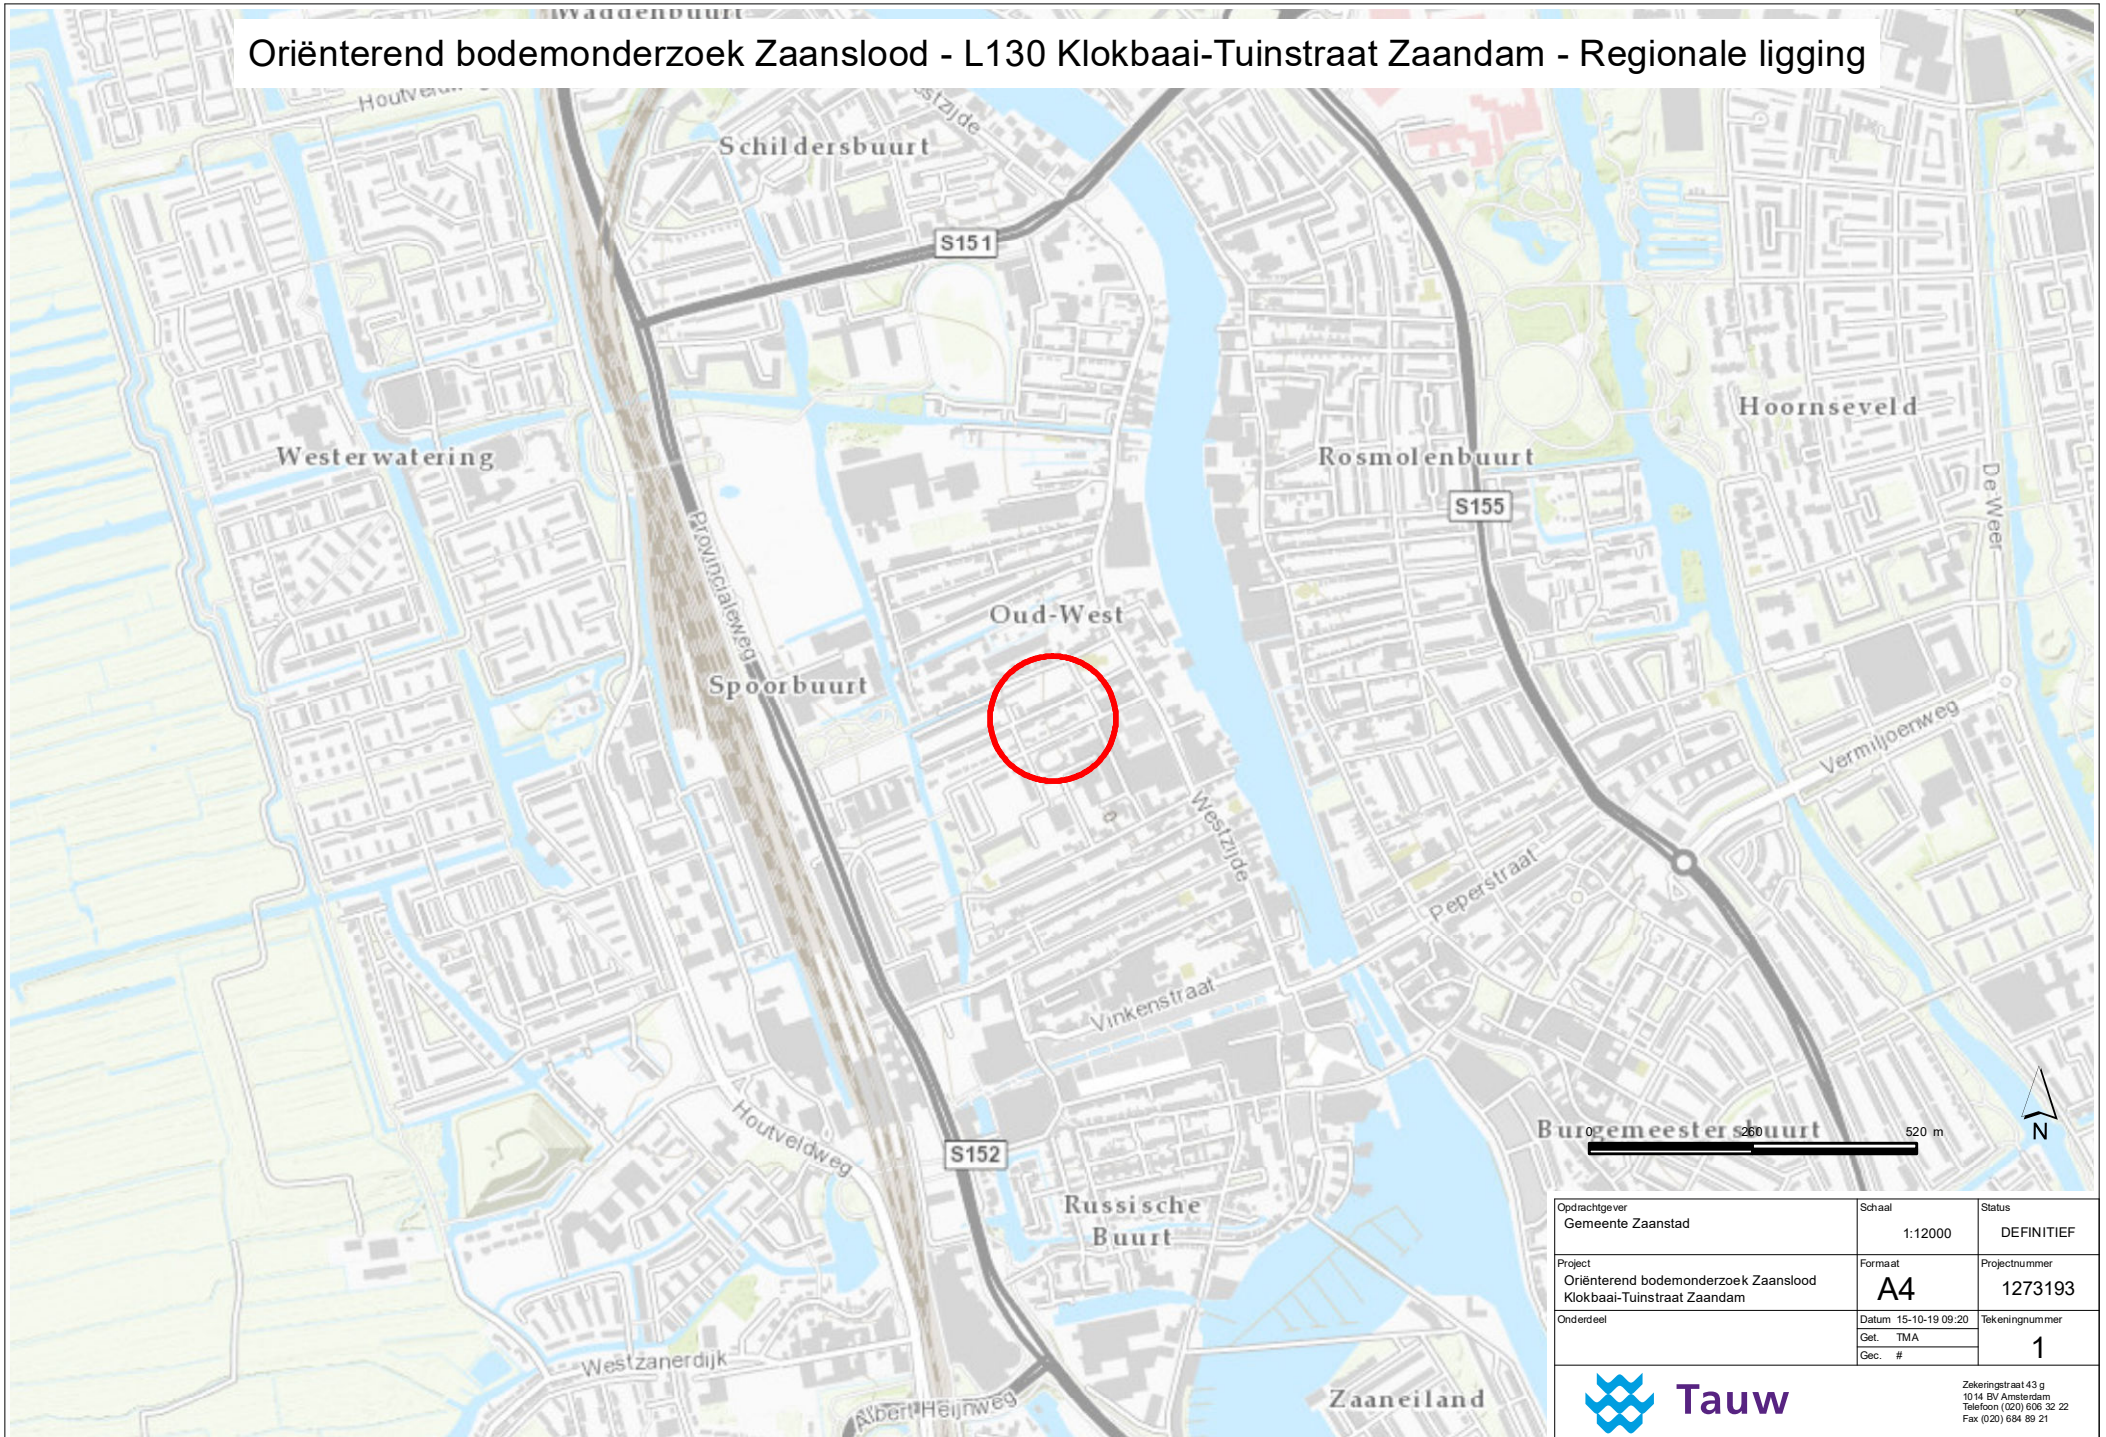 Waddenbuurt
Oriënterend bodemonderzoek Zaanslood - L130 Klokbaai-Tuinstraat Zaandam - Regionale ligging
Schildersbuurt
S151
Hoornseveld
Westerwatering
Rosmolenbuurt
S155
De Weer
Provincialeweg
Oud-West
Spoorbuurt
Vermiljoenweg
Westzijde
Peperstraat
Vinkenstraat
Houtveldweg
S152
Burgemeestersbuurt
0 260 520 m
N
Russische
Buurt
Westzanerdijk
Albert Heijnweg
Zaaneiland
Opdrachtgever
Gemeente Zaanstad
Schaal
1:12000
Status
DEFINITIEF
Project
Oriënterend bodemonderzoek Zaanslood
Klokbaai-Tuinstraat Zaandam
Formaat
A4
Projectnummer
1273193
Onderdeel
Datum 15-10-19 09:20
Get. TMA
Gec. #
Tekeningnummer
1
Tauw
Zekeringstraat 43 g
1014 BV Amsterdam
Telefoon (020) 606 32 22
Fax (020) 684 89 21